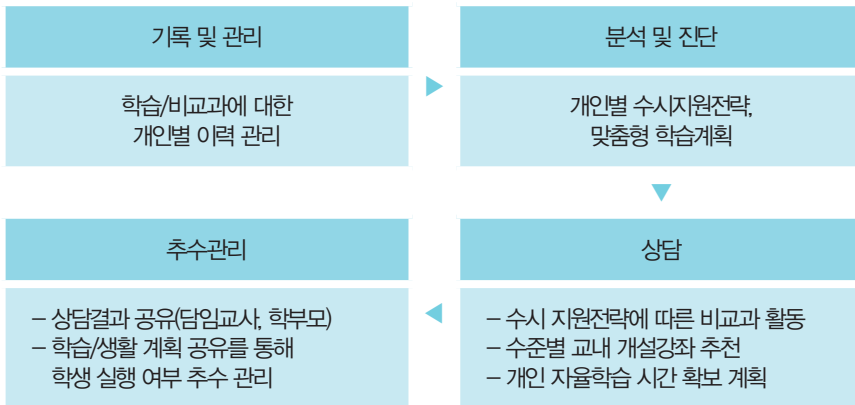 기록 및 관리
학습/비교과에 대한
개인별 이력 관리
분석 및 진단
개인별 수시지원전략,
맞춤형 학습계획
상담
– 수시 지원전략에 따른 비교과 활동
– 수준별 교내 개설강좌 추천
– 개인 자율학습 시간 확보 계획
추수관리
– 상담결과 공유(담임교사, 학부모)
– 학습/생활 계획 공유를 통해
학생 실행 여부 추수 관리